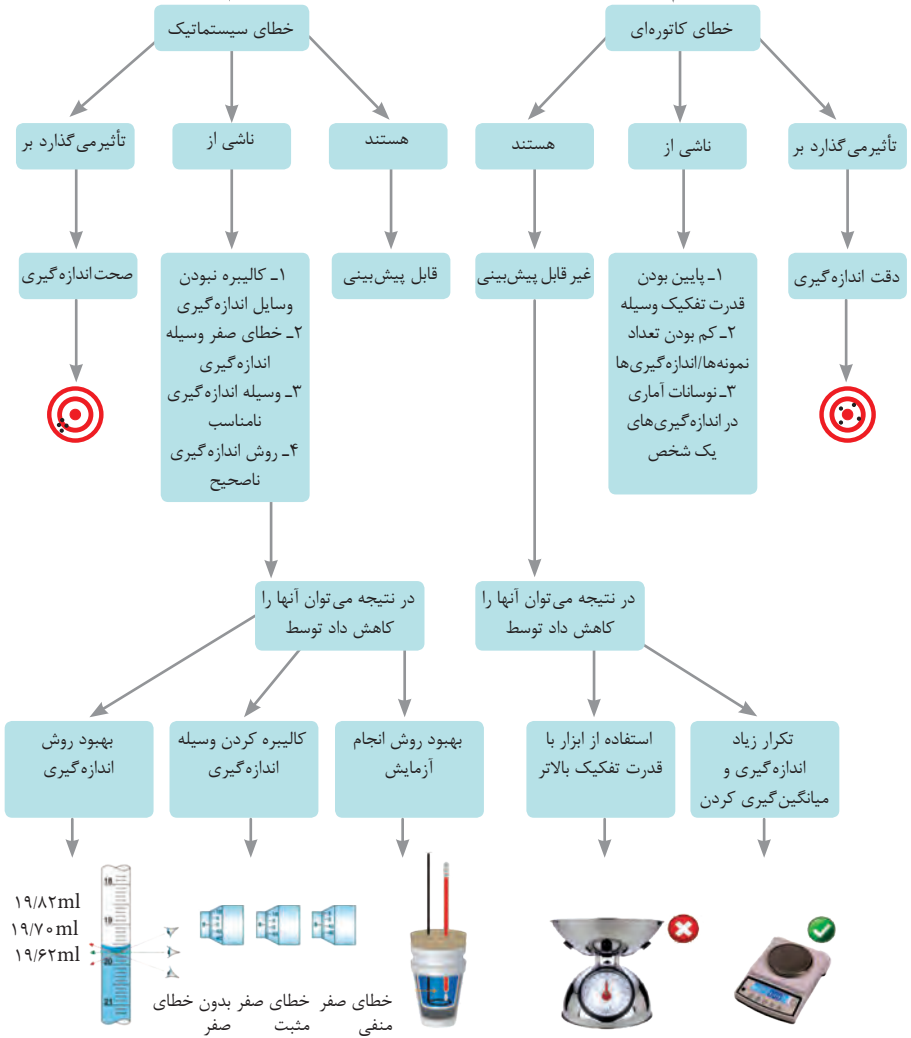 خطای کاتوره‌ای
خطای سیستماتیک
تأثیرمی‌گذارد بر
ناشی از
هستند
هستند
ناشی از
تأثیرمی‌گذارد بر
دقت اندازه‌گیری
۱ـ پایین بودن
قدرت تفکیک وسیله
۲ـ کم بودن تعداد
نمونه‌ها/اندازه‌گیری‌ها
۳ـ نوسانات آماری
در اندازه‌گیری‌های
یک شخص
غیر قابل پیش‌بینی
قابل پیش‌بینی
۱ـ کالیبره نبودن
وسایل اندازه‌گیری
۲ـ خطای صفر وسیله
اندازه‌گیری
۳ـ وسیله اندازه‌گیری
نامناسب
۴ـ روش اندازه‌گیری
ناصحیح
صحت‌اندازه‌گیری
در نتیجه می‌توان آنها را
کاهش داد توسط
در نتیجه می‌توان آنها را
کاهش داد توسط
تکرار زیاد
اندازه‌گیری و
میانگین‌گیری کردن
استفاده از ابزار با
قدرت تفکیک بالاتر
بهبود روش انجام
آزمایش
کالیبره کردن وسیله
اندازه‌گیری
بهبود روش
اندازه‌گیری
خطای صفر
منفی
خطای صفر
مثبت
بدون خطای
صفر
18
19
20
21
۱۹/۸۲ml
۱۹/۷۰ml
۱۹/۶۲ml